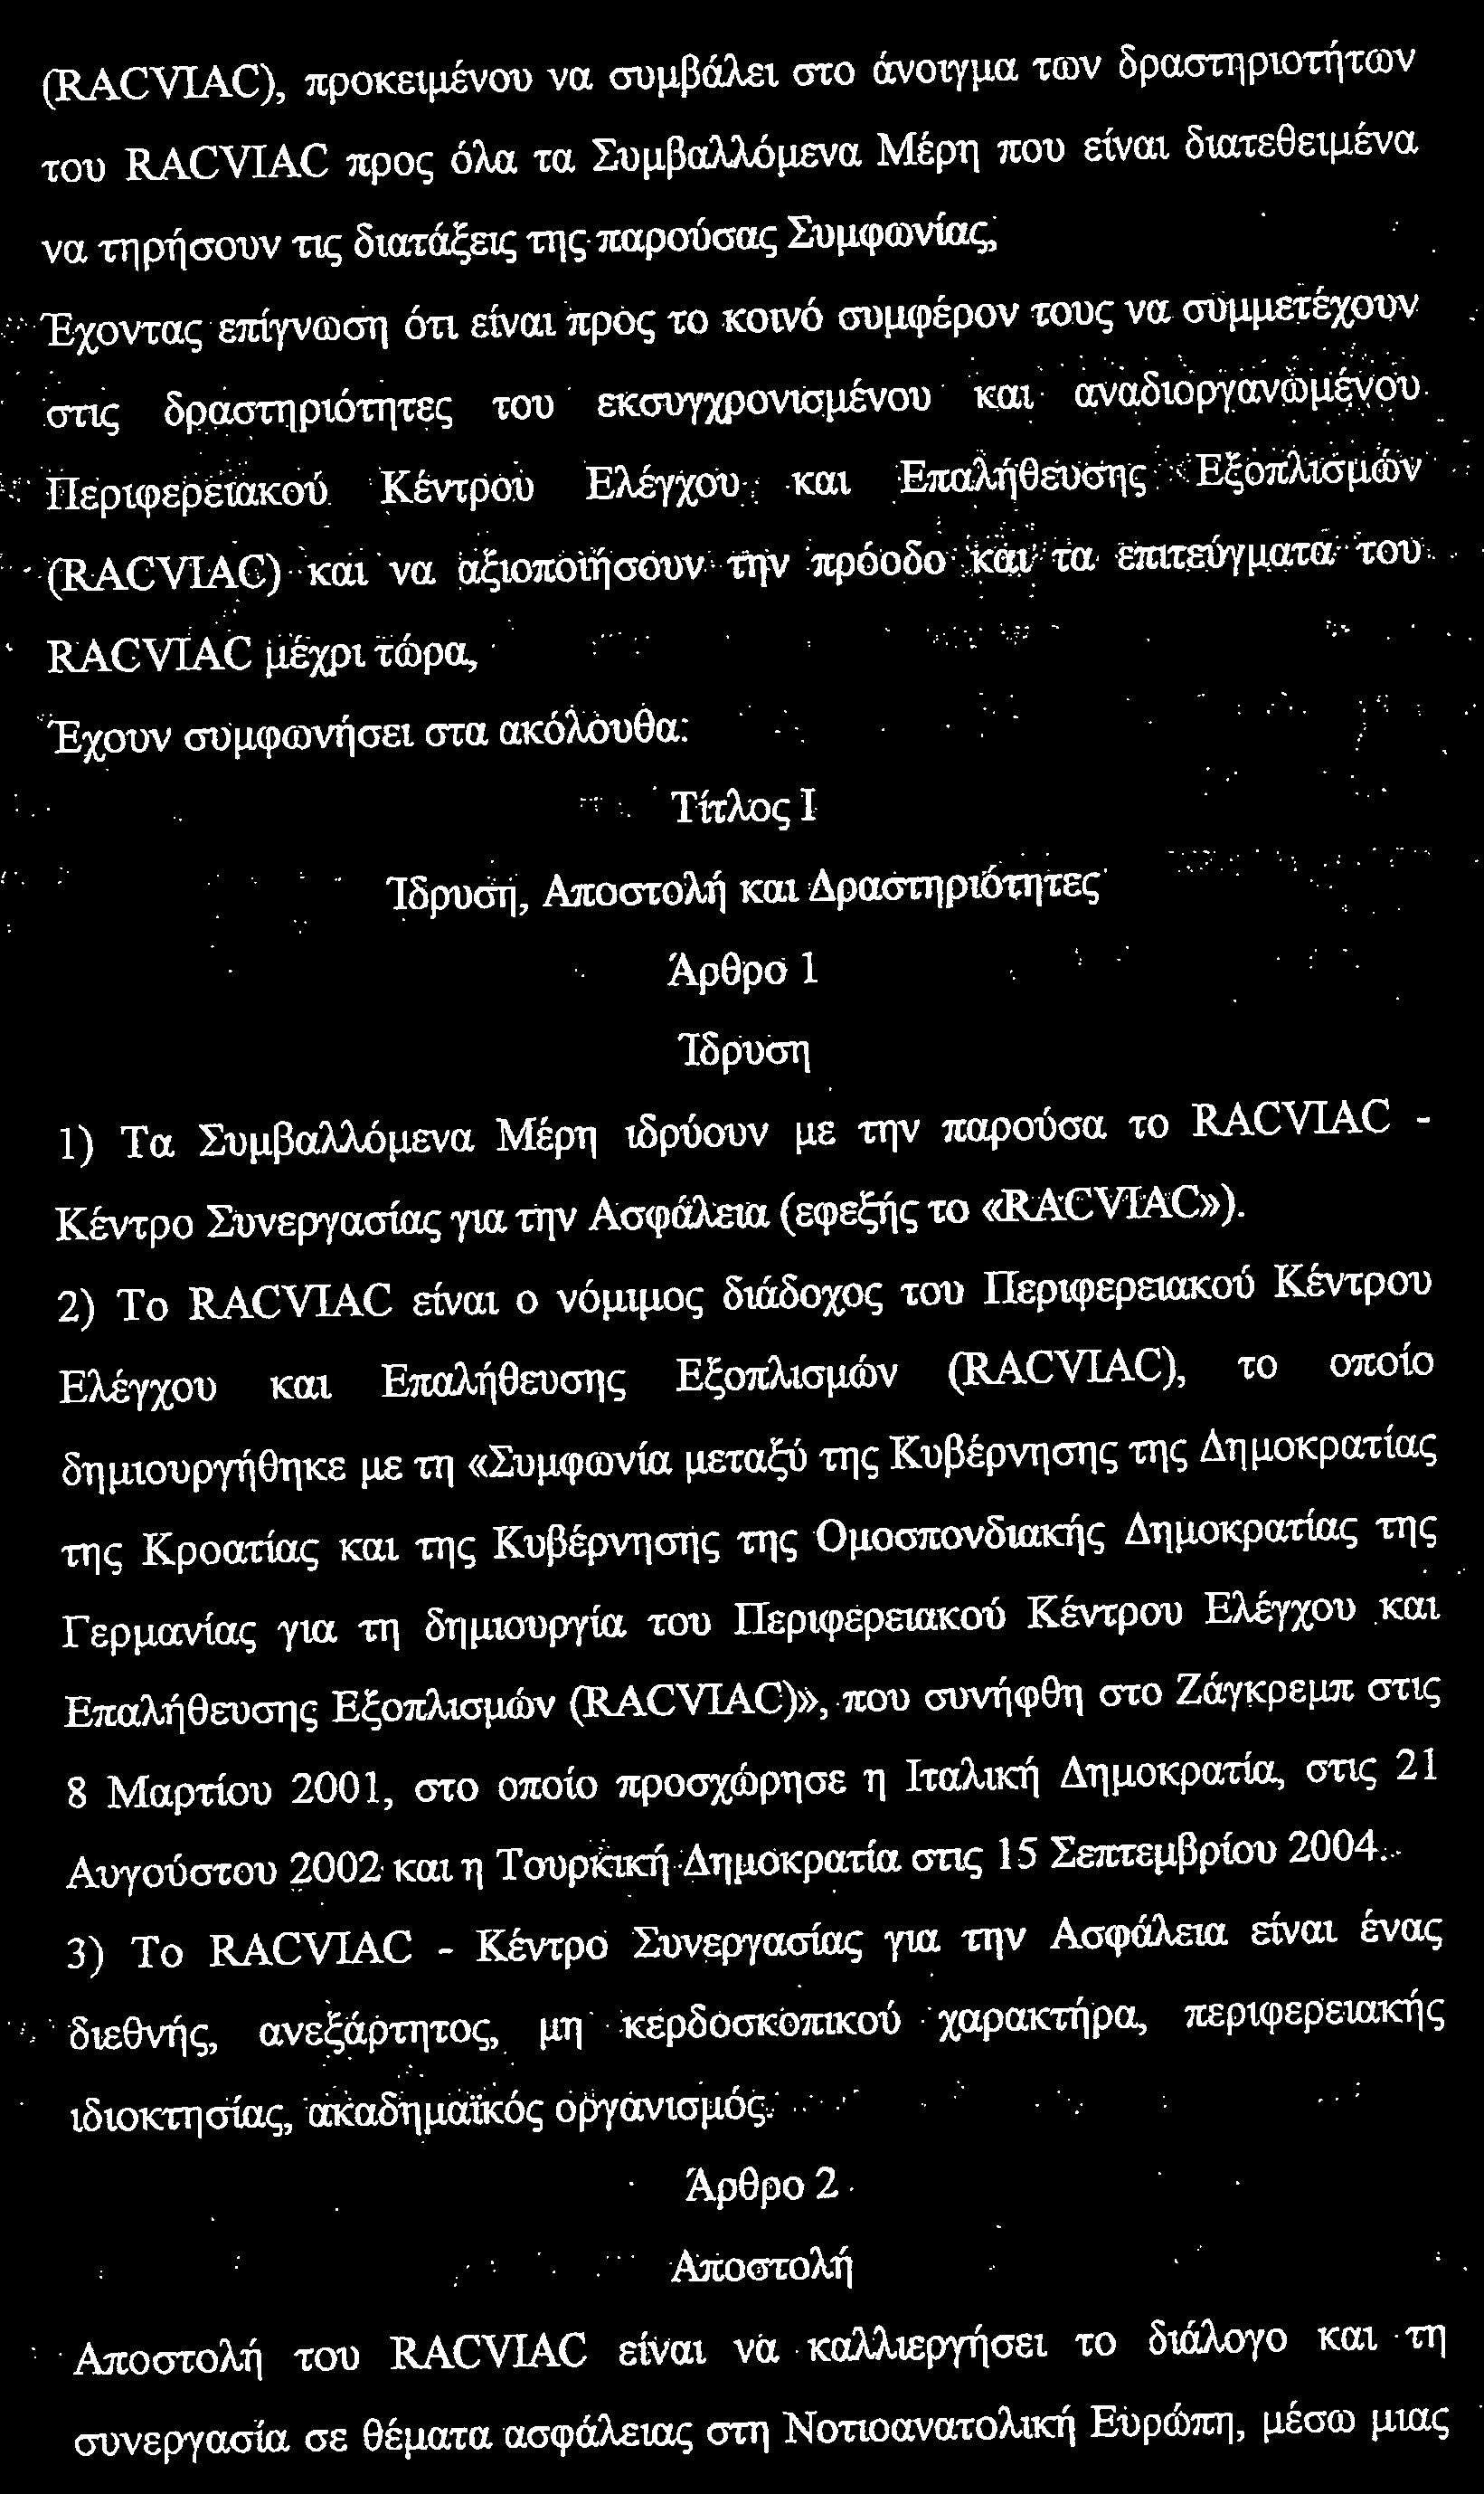 (RACVIAC), προκειμένου να συμβάλει στο άνοιγμα των δραστηριοτήτων
του RACVIAC προς όλα τα Συμβαλλόμενα Μέρη που είναι διατεθειμένα
να τηρήσουν τις διατάξεις της παρούσας Συμφωνίας,
Έχοντας επίγνωση ότι είναι προς το κοινό συμφέρον τους να συμμετέχουν
στις δραστηριότητες του εκσυγχρονισμένου και αναδιοργανωμένου
Περιφερειακού Κέντρου Ελέγχου και Επαλήθευσης Εξοπλισμών
(RACVIAC) και να αξιοποιήσουν την πρόοδο και τα επιτεύγματα του
RACVIAC μέχρι τώρα,
Έχουν συμφωνήσει στα ακόλουθα:
Τίτλος Ι
Ίδρυση, Αποστολή και Δραστηριότητες
Άρθρο 1
Ίδρυση
1) Τα Συμβαλλόμενα Μέρη ιδρύουν με την παρούσα το RACVIAC -
Κέντρο Συνεργασίας για την Ασφάλεια (εφεξής το «RACVIAC»).
2) Το RACVIAC είναι ο νόμιμος διάδοχος του Περιφερειακού Κέντρου
Ελέγχου και Επαλήθευσης Εξοπλισμών (RACVIAC), το οποίο
δημιουργήθηκε με τη «Συμφωνία μεταξύ της Κυβέρνησης της Δημοκρατίας
της Κροατίας και της Κυβέρνησης της Ομοσπονδιακής Δημοκρατίας της
Γερμανίας για τη δημιουργία του Περιφερειακού Κέντρου Ελέγχου και
Επαλήθευσης Εξοπλισμών (RACVIAC)», που συνήφθη στο Ζάγκρεμπ στις
8 Μαρτίου 2001, στο οποίο προσχώρησε η Ιταλική Δημοκρατία, στις 21
Αυγούστου 2002 και η Τουρκική Δημοκρατία στις 15 Σεπτεμβρίου 2004.
3) Το RACVIAC - Κέντρο Συνεργασίας για την Ασφάλεια είναι ένας
διεθνής, ανεξάρτητος, μη κερδοσκοπικού χαρακτήρα, περιφερειακής
ιδιοκτησίας, ακαδημαϊκός οργανισμός.
Άρθρο 2
Αποστολή
Αποστολή του RACVIAC είναι να καλλιεργήσει το διάλογο και τη
συνεργασία σε θέματα ασφάλειας στη Νοτιοανατολική Ευρώπη, μέσω μιας